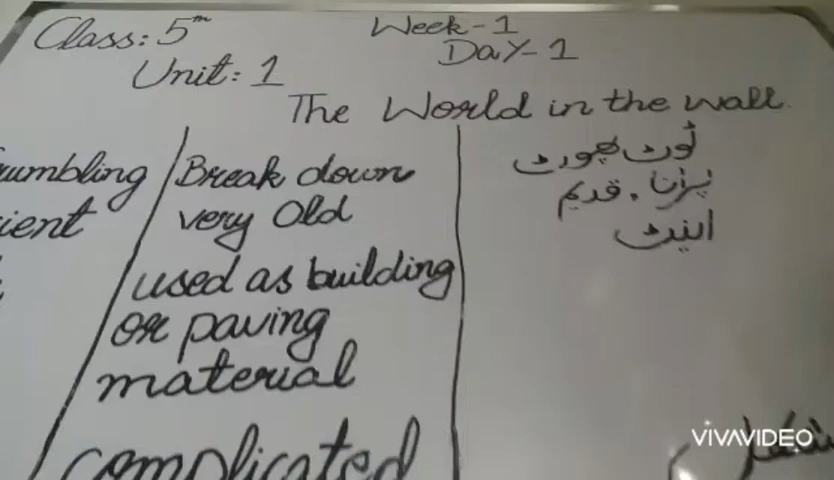 Class: 5th
Week-1
Day-1
Unit: 1
The World in the wall
umbling
Break down
ٹوٹ پھوٹ
ient
very Old
پرانا، قدیم
used as building
or paving
material
اینٹ
complicated
مشکل
VIVAVIDEO